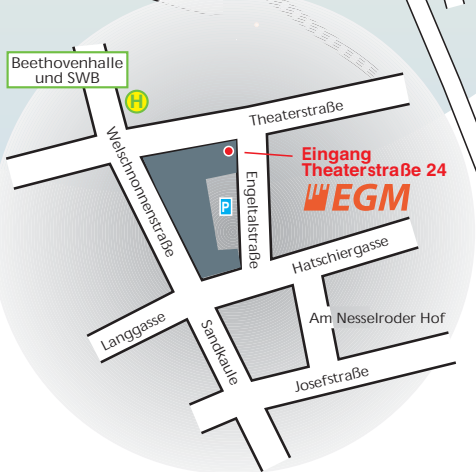 Beethovenhalle
und SWB
H
Theaterstraße
Welschnonnenstraße
Eingang
Theaterstraße 24
EGM
P
Engeltalstraße
Hatschiergasse
Langgasse
Sandkaule
Am Nesselroder Hof
Josefstraße